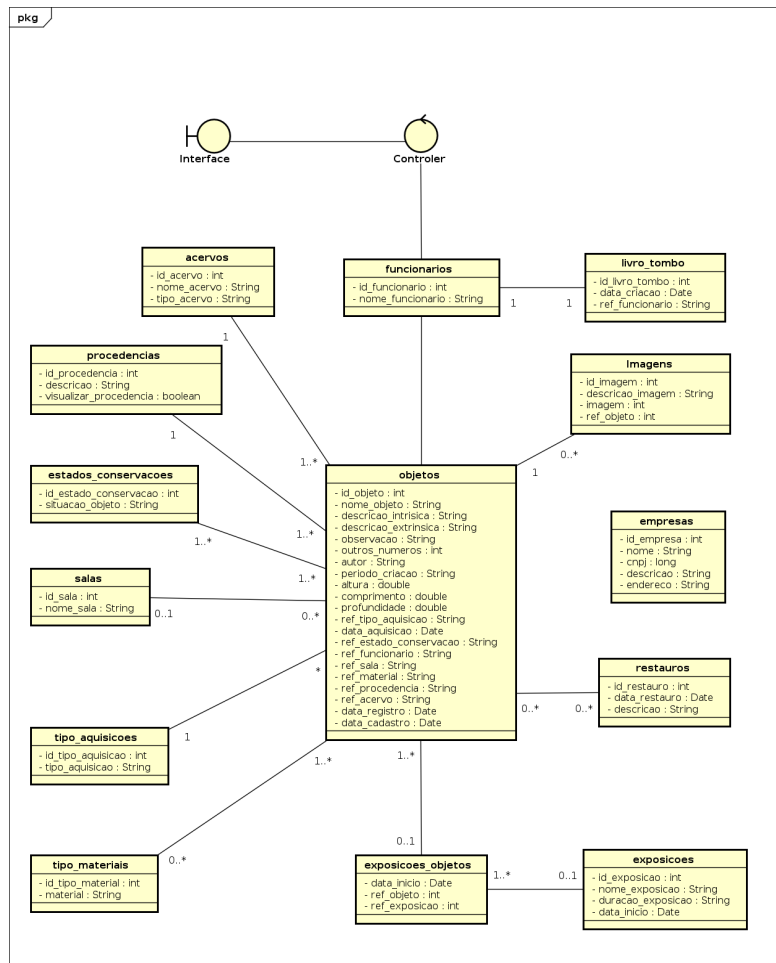 pkg
Interface
Controler
acervos
- id_acervo : int
- nome_acervo : String
- tipo_acervo : String
funcionarios
- id_funcionario : int
- nome_funcionario : String
livro_tombo
- id_livro_tombo : int
- data_criacao : Date
- ref_funcionario : String
1
1
1
procedencias
- id_procedencia : int
- descricao : String
- visualizar_procedencia : boolean
Imagens
- id_imagem : int
- descricao_imagem : String
- imagem : int
- ref_objeto : int
1
0..*
1
1..*
estados_conservacoes
- id_estado_conservacao : int
- situacao_objeto : String
objetos
- id_objeto : int
- nome_objeto : String
- descricao_intrisica : String
- descricao_extrinsica : String
- observacao : String
- outros_numeros : int
- autor : String
- periodo_criacao : String
- altura : double
- comprimento : double
- profundidade : double
- ref_tipo_aquisicao : String
- data_aquisicao : Date
- ref_estado_conservacao : String
- ref_funcionario : String
- ref_sala : String
- ref_material : String
- ref_procedencia : String
- ref_acervo : String
- data_registro : Date
- data_cadastro : Date
empresas
- id_empresa : int
- nome : String
- cnpj : long
- descricao : String
- endereco : String
1..*
1..*
1..*
salas
- id_sala : int
- nome_sala : String
0..1
0..*
restauros
- id_restauro : int
- data_restauro : Date
- descricao : String
*
0..*
0..*
tipo_aquisicoes
- id_tipo_aquisicao : int
- tipo_aquisicao : String
1
1..*
1..*
tipo_materiais
- id_tipo_material : int
- material : String
0..*
0..1
exposicoes_objetos
- data_inicio : Date
- ref_objeto : int
- ref_exposicao : int
1..*
0..1
exposicoes
- id_exposicao : int
- nome_exposicao : String
- duracao_exposicao : String
- data_inicio : Date